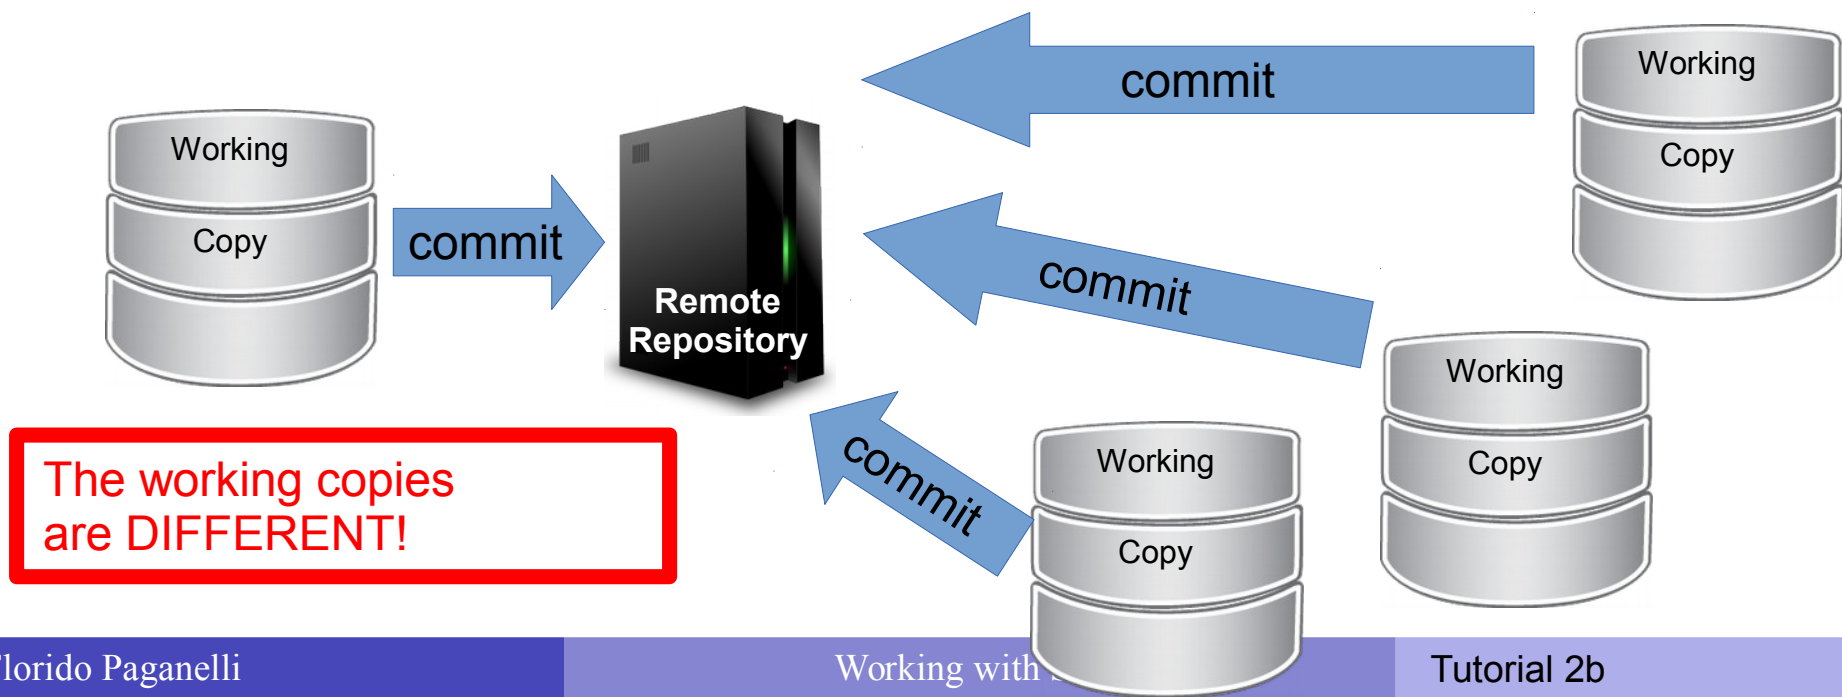 commit
Working
Copy
Working
Copy
commit
Remote
Repository
commit
Working
Copy
commit
Working
Copy
The working copies
are DIFFERENT!
Paganelli
Working with
Tutorial 2b